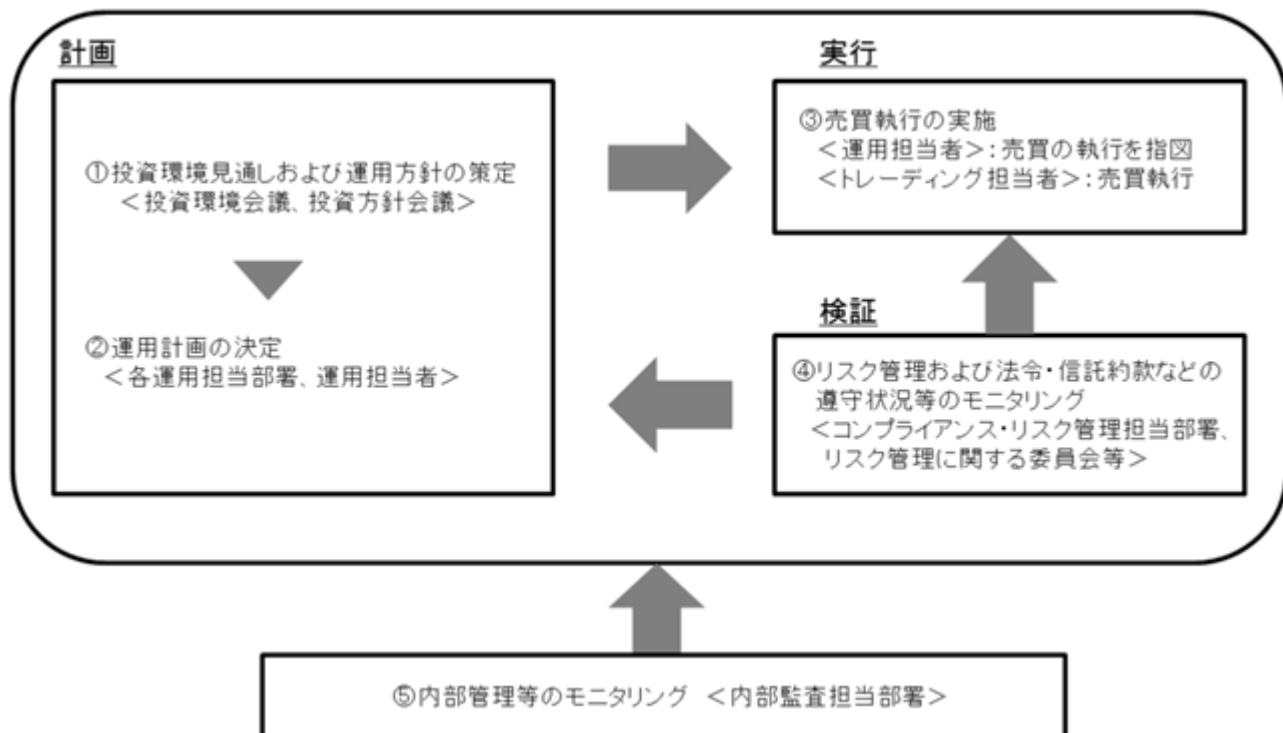 計画
①投資環境見通しおよび運用方針の策定
＜投資環境会議、投資方針会議＞
②運用計画の決定
＜各運用担当部署、運用担当者＞
実行
③売買執行の実施
＜運用担当者＞：売買の執行を指図
＜トレーディング担当者＞：売買執行
検証
④リスク管理および法令・信託約款などの
遵守状況等のモニタリング
＜コンプライアンス・リスク管理担当部署、
リスク管理に関する委員会等＞
⑤内部管理等のモニタリング ＜内部監査担当部署＞